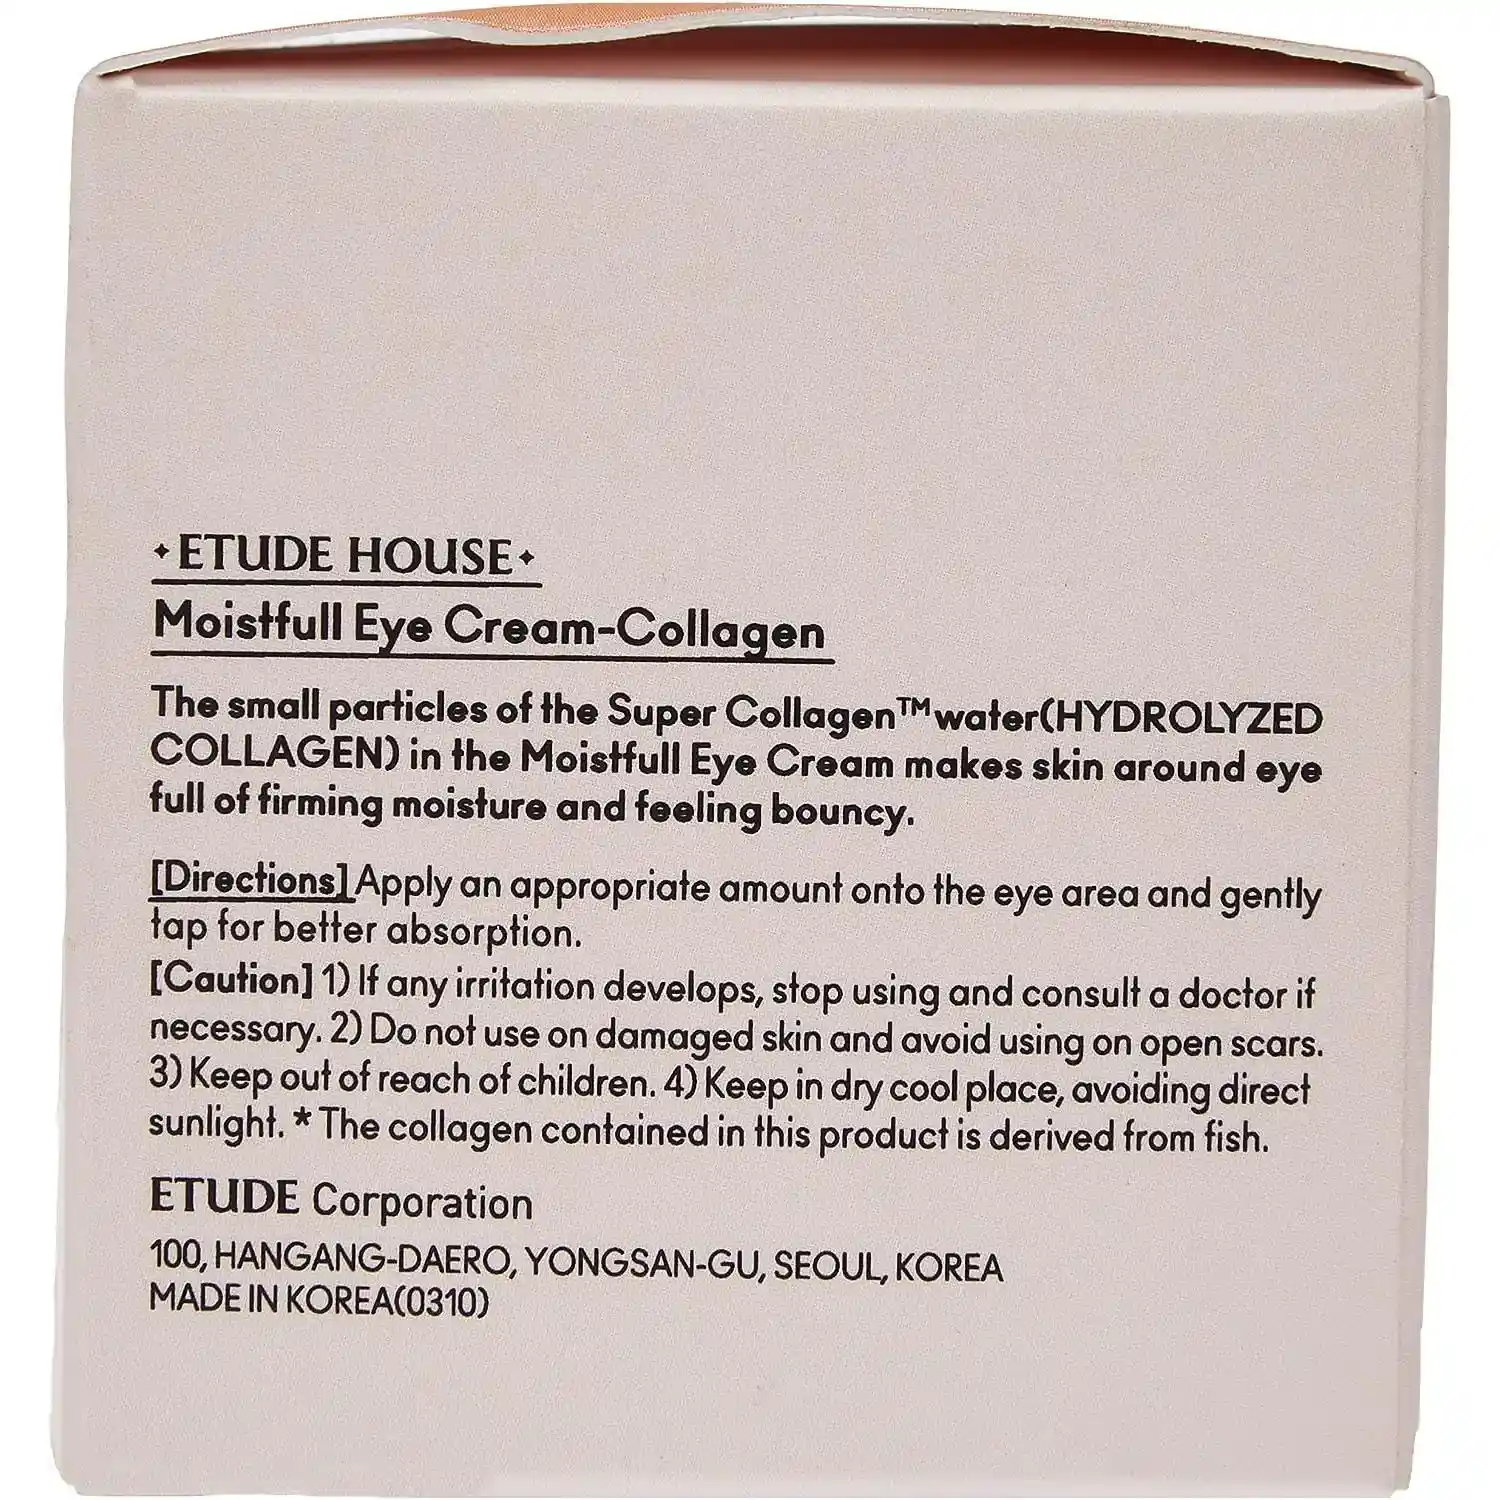 ETUDE HOUSE
Moistfull Eye Cream-Collagen
The small particles of the Super Collagen™water(HYDROLYZED
COLLAGEN) in the Moistfull Eye Cream makes skin around eye
full of firming moisture and feeling bouncy.
[Directions] Apply an appropriate amount onto the eye area and gently
tap for better absorption.
[Caution] 1) If any irritation develops, stop using and consult a doctor if
necessary. 2) Do not use on damaged skin and avoid using on open scars.
3) Keep out of reach of children. 4) Keep in dry cool place, avoiding direct
sunlight. * The collagen contained in this product is derived from fish.
ETUDE Corporation
100, HANGANG-DAERO, YONGSAN-GU, SEOUL, KOREA
MADE IN KOREA(0310)